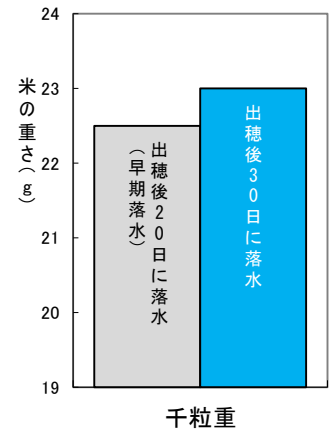 米の重さ(g)
24
23
22
21
20
19
出穂後20日に落水
(早期落水)
出穂後30日に落水
千粒重